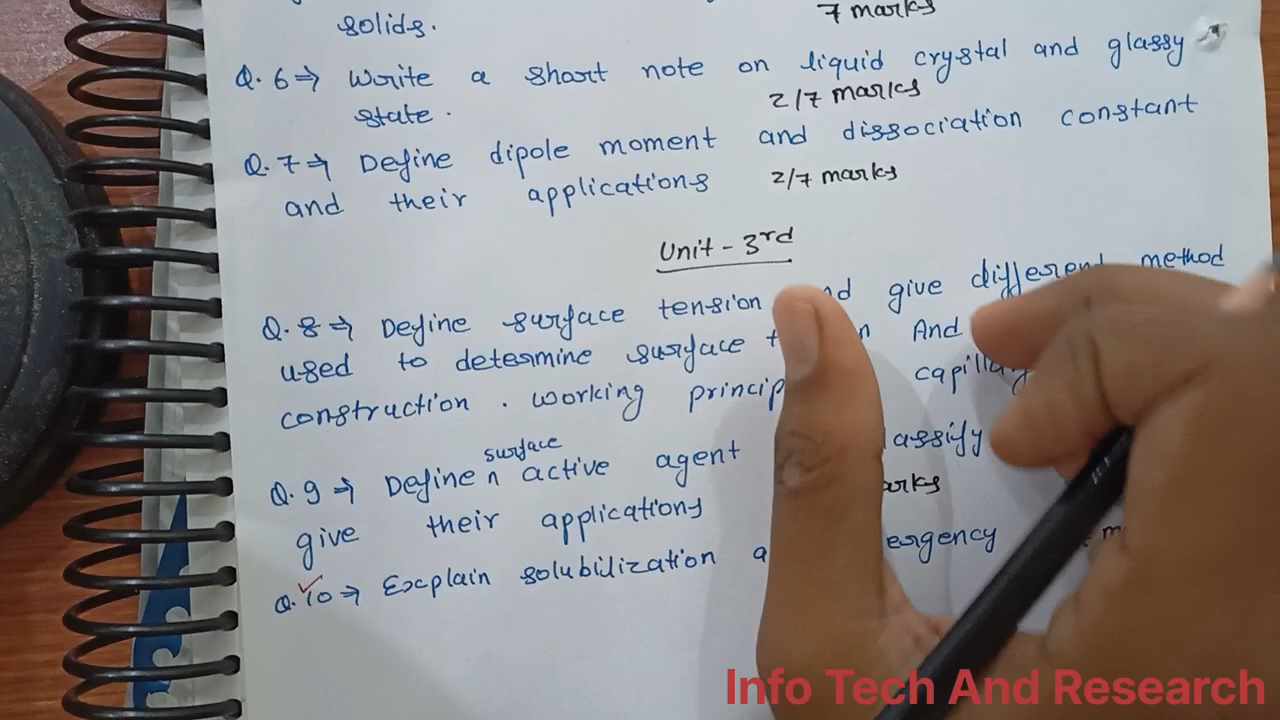 solids.
7 marks
Q. 6 ⇒ Write a short note on liquid crystal and glassy
state.
2/7 marks
Q. 7 ⇒ Define dipole moment and dissociation constant
and their applications 2/7 marks
Unit - 3rd
Q. 8 ⇒ Define surface tension and give different method
used to determine surface And
construction . working princip capillary
surface
Q. 9 ⇒ Define ^ active agent lassify
give their applications arks
Q. 10 ⇒ Explain solubilization a ergency m
Info Tech And Research